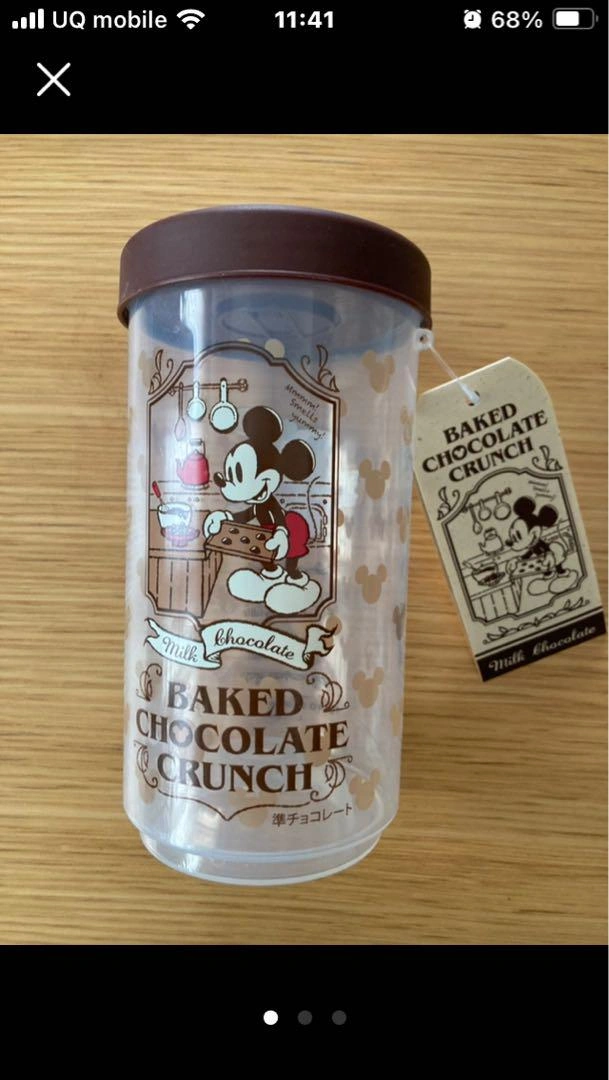 UQ mobile
11:41
68%
Mmmm!
Smells
yummy!
Milk Chocolate
BAKED
CHOCOLATE
CRUNCH
準チョコレート
BAKED
CHOCOLATE
CRUNCH
Milk Chocolate